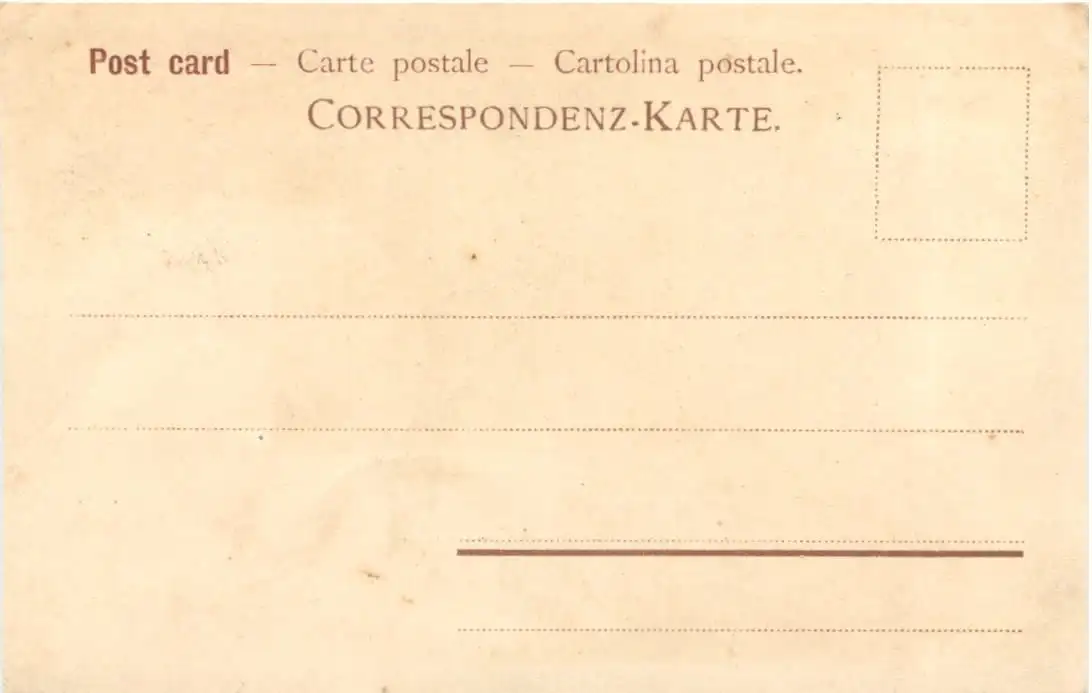 Post card — Carte postale — Cartolina postale.
CORRESPONDENZ-KARTE.